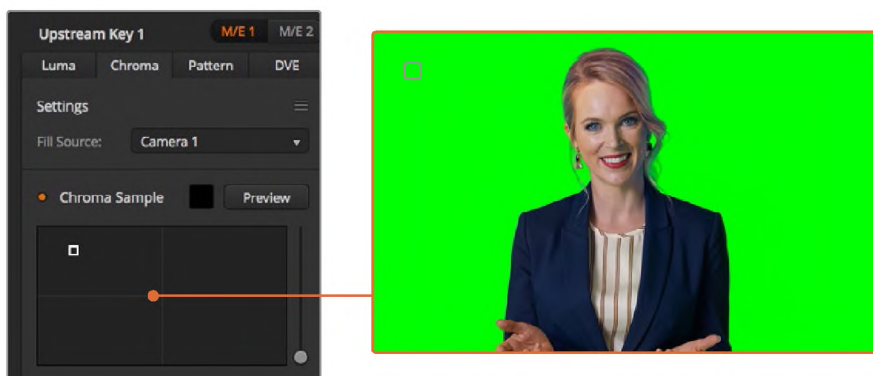 Upstream Key 1 M/E 1 M/E 2
Luma Chroma Pattern DVE
Settings
Fill Source: Camera 1
Chroma Sample Preview